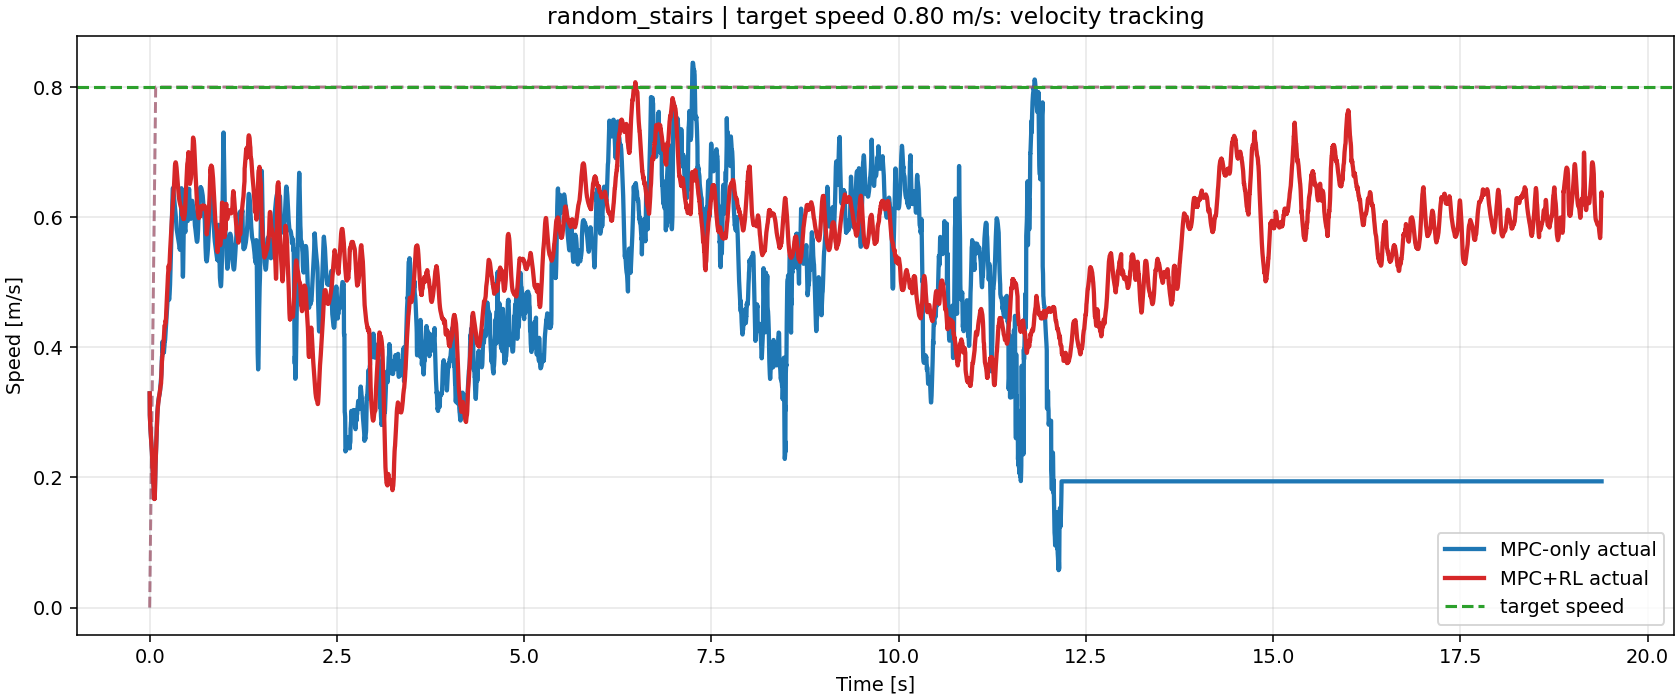 random_stairs | target speed 0.80 m/s: velocity tracking
Speed [m/s]
0.8
0.6
0.4
0.2
0.0
0.0 2.5 5.0 7.5 10.0 12.5 15.0 17.5 20.0
Time [s]
MPC-only actual
MPC+RL actual
target speed